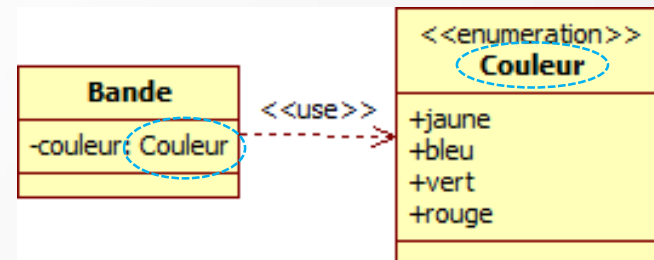 Bande
-couleur: Couleur
<<use>>
<<enumeration>>
Couleur
+jaune
+bleu
+vert
+rouge